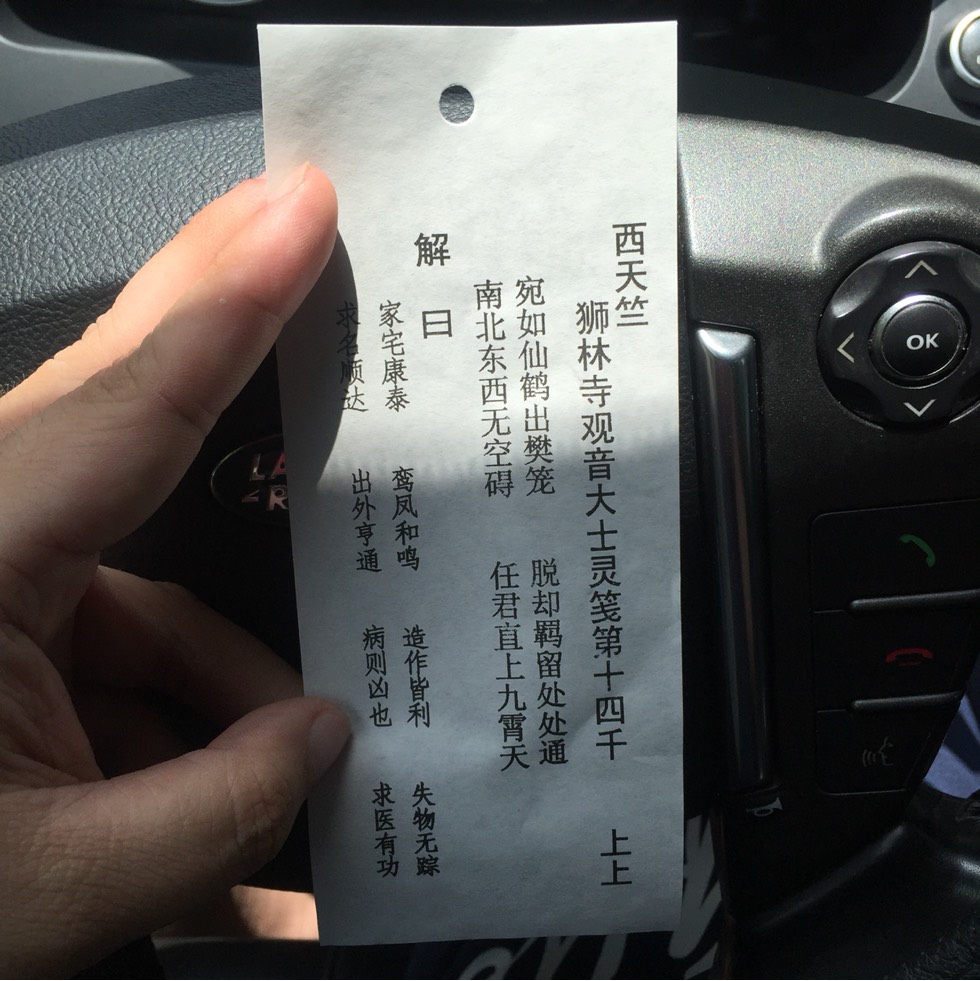 西天竺
狮林寺观音大士灵笺第十四千 上上
宛如仙鹤出樊笼 脱却羁留处处通
南北东西无空碍 任君直上九霄天
解曰
家宅康泰 鸾凤和鸣 造作皆利 失物无踪
求名顺达 出外亨通 病则凶也 求医有功
OK